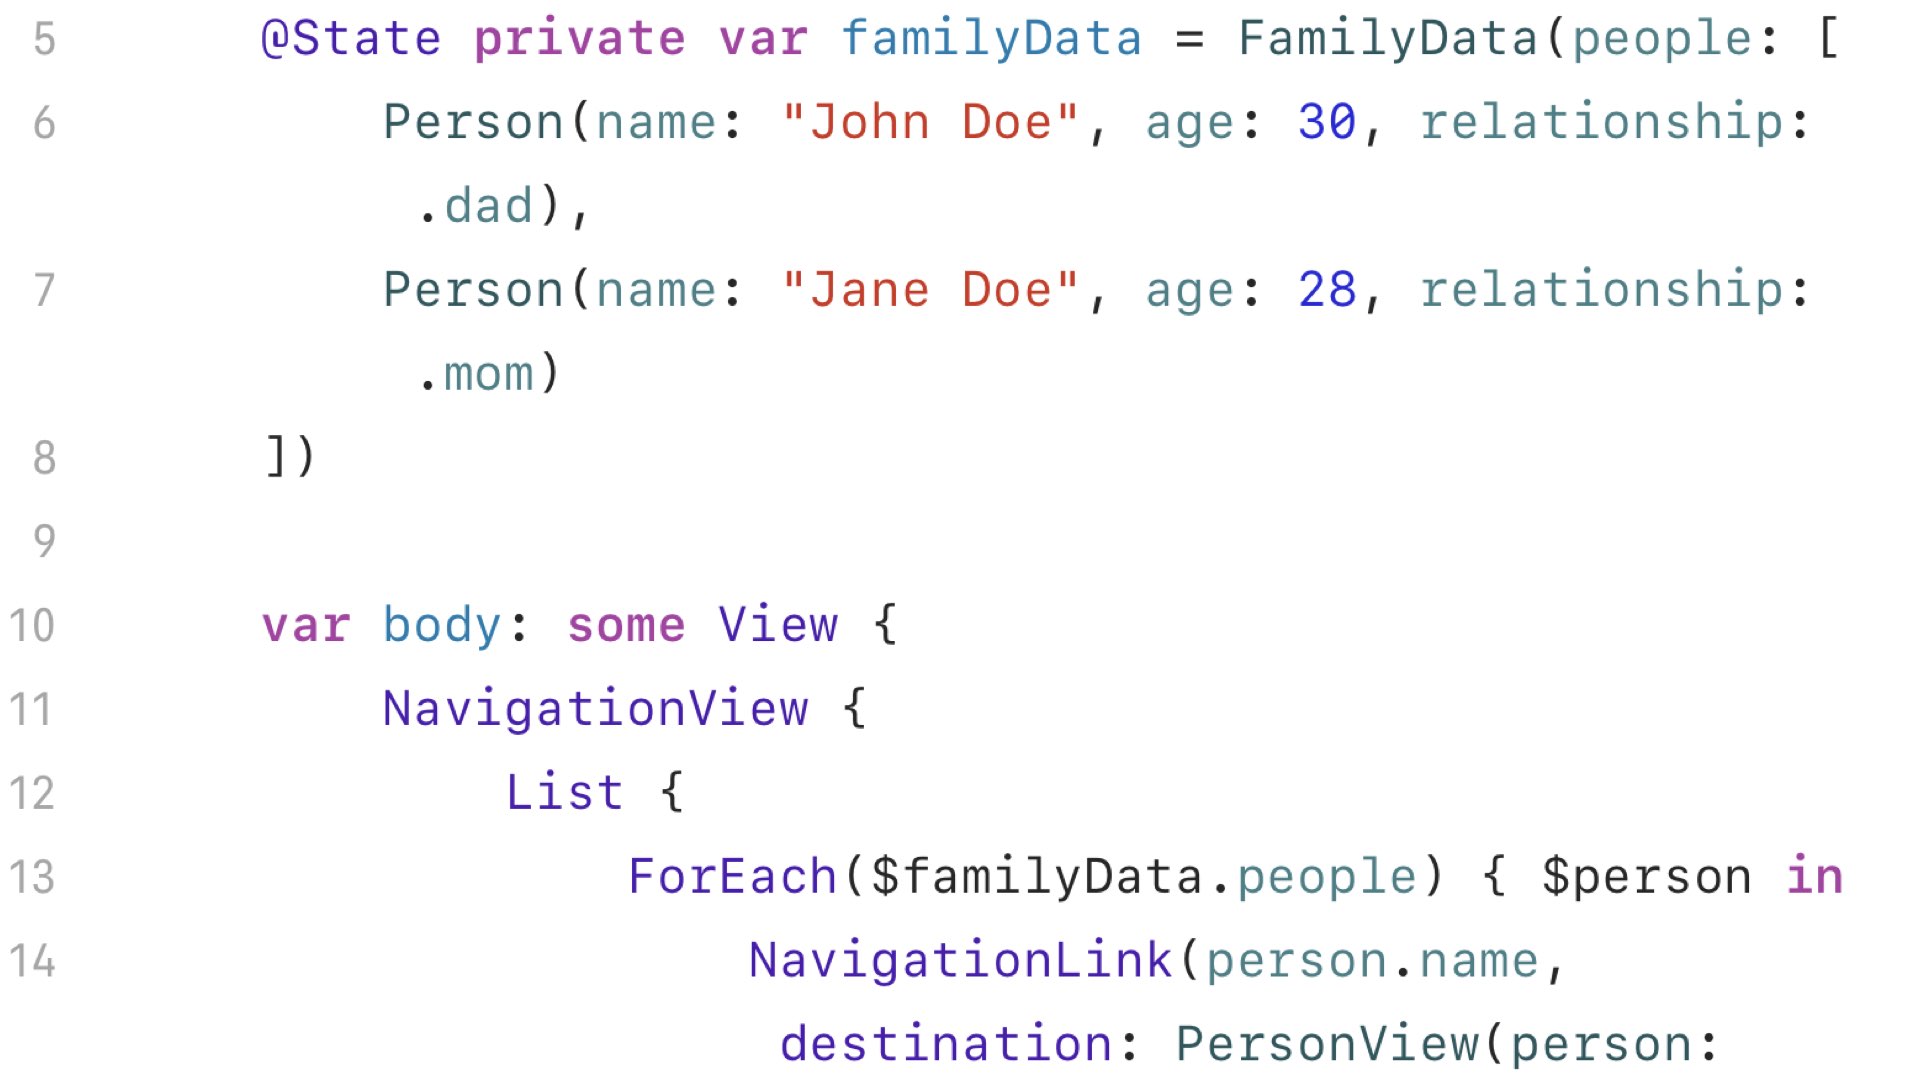 5 @State private var familyData = FamilyData(people: [
6 Person(name: "John Doe", age: 30, relationship:
.dad),
7 Person(name: "Jane Doe", age: 28, relationship:
.mom)
8 ])
9
10 var body: some View {
11 NavigationView {
12 List {
13 ForEach($familyData.people) { $person in
14 NavigationLink(person.name,
destination: PersonView(person: